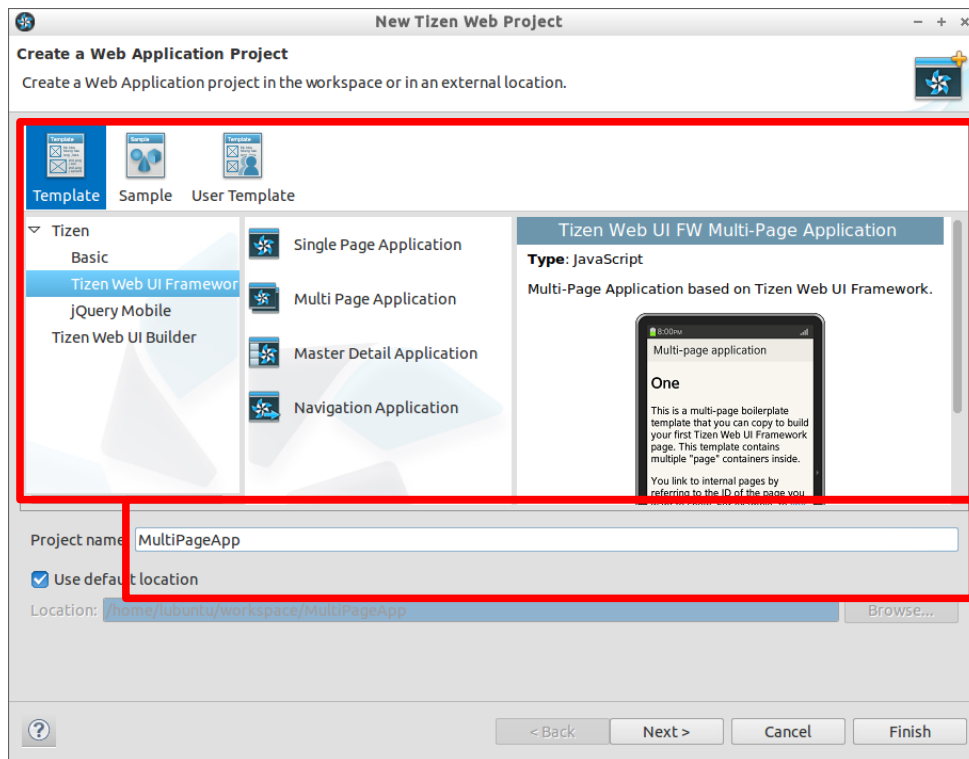 New Tizen Web Project
Create a Web Application Project
Create a Web Application project in the workspace or in an external location.
Template
Sample
User Template
Tizen
Basic
Tizen Web UI Framewor
jQuery Mobile
Tizen Web UI Builder
Single Page Application
Multi Page Application
Master Detail Application
Navigation Application
Tizen Web UI FW Multi-Page Application
Type: JavaScript
Multi-Page Application based on Tizen Web UI Framework.
8:00PM
Multi-page application
One
This is a multi-page boilerplate
template that you can copy to build
your first Tizen Web UI Framework
page. This template contains
multiple "page" containers inside.
You link to internal pages by
referring to the ID of the page you
Project name
MultiPageApp
Use default location
Location: /home/lubuntu/workspace/MultiPageApp
Browse...
< Back
Next >
Cancel
Finish